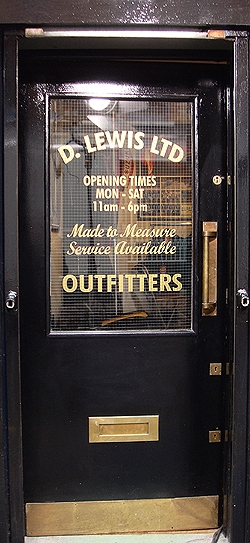 D. LEWIS LTD
OPENING TIMES
MON - SAT
11am - 6pm
Made to Measure
Service Available
OUTFITTERS